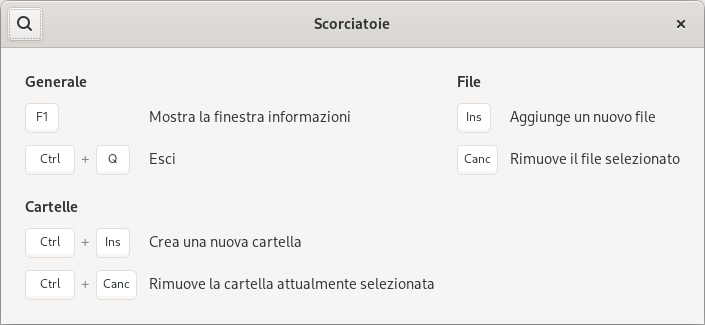 Scorciatoie
Generale
F1 Mostra la finestra informazioni
Ctrl + Q Esci
Cartelle
Ctrl + Ins Crea una nuova cartella
Ctrl + Canc Rimuove la cartella attualmente selezionata
File
Ins Aggiunge un nuovo file
Canc Rimuove il file selezionato